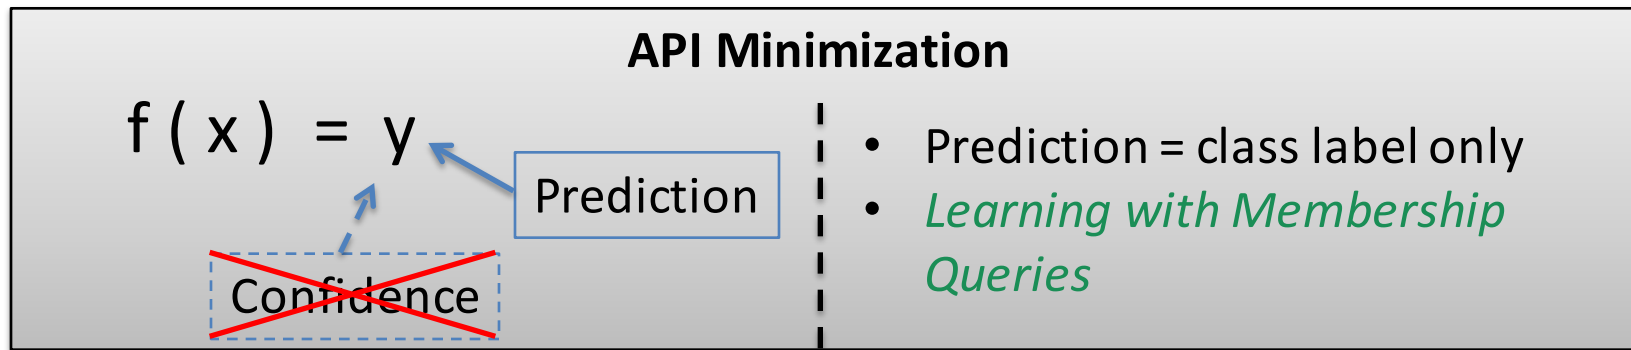 API Minimization
f ( x ) = y
Prediction
Confidence
• Prediction = class label only
• Learning with Membership
Queries